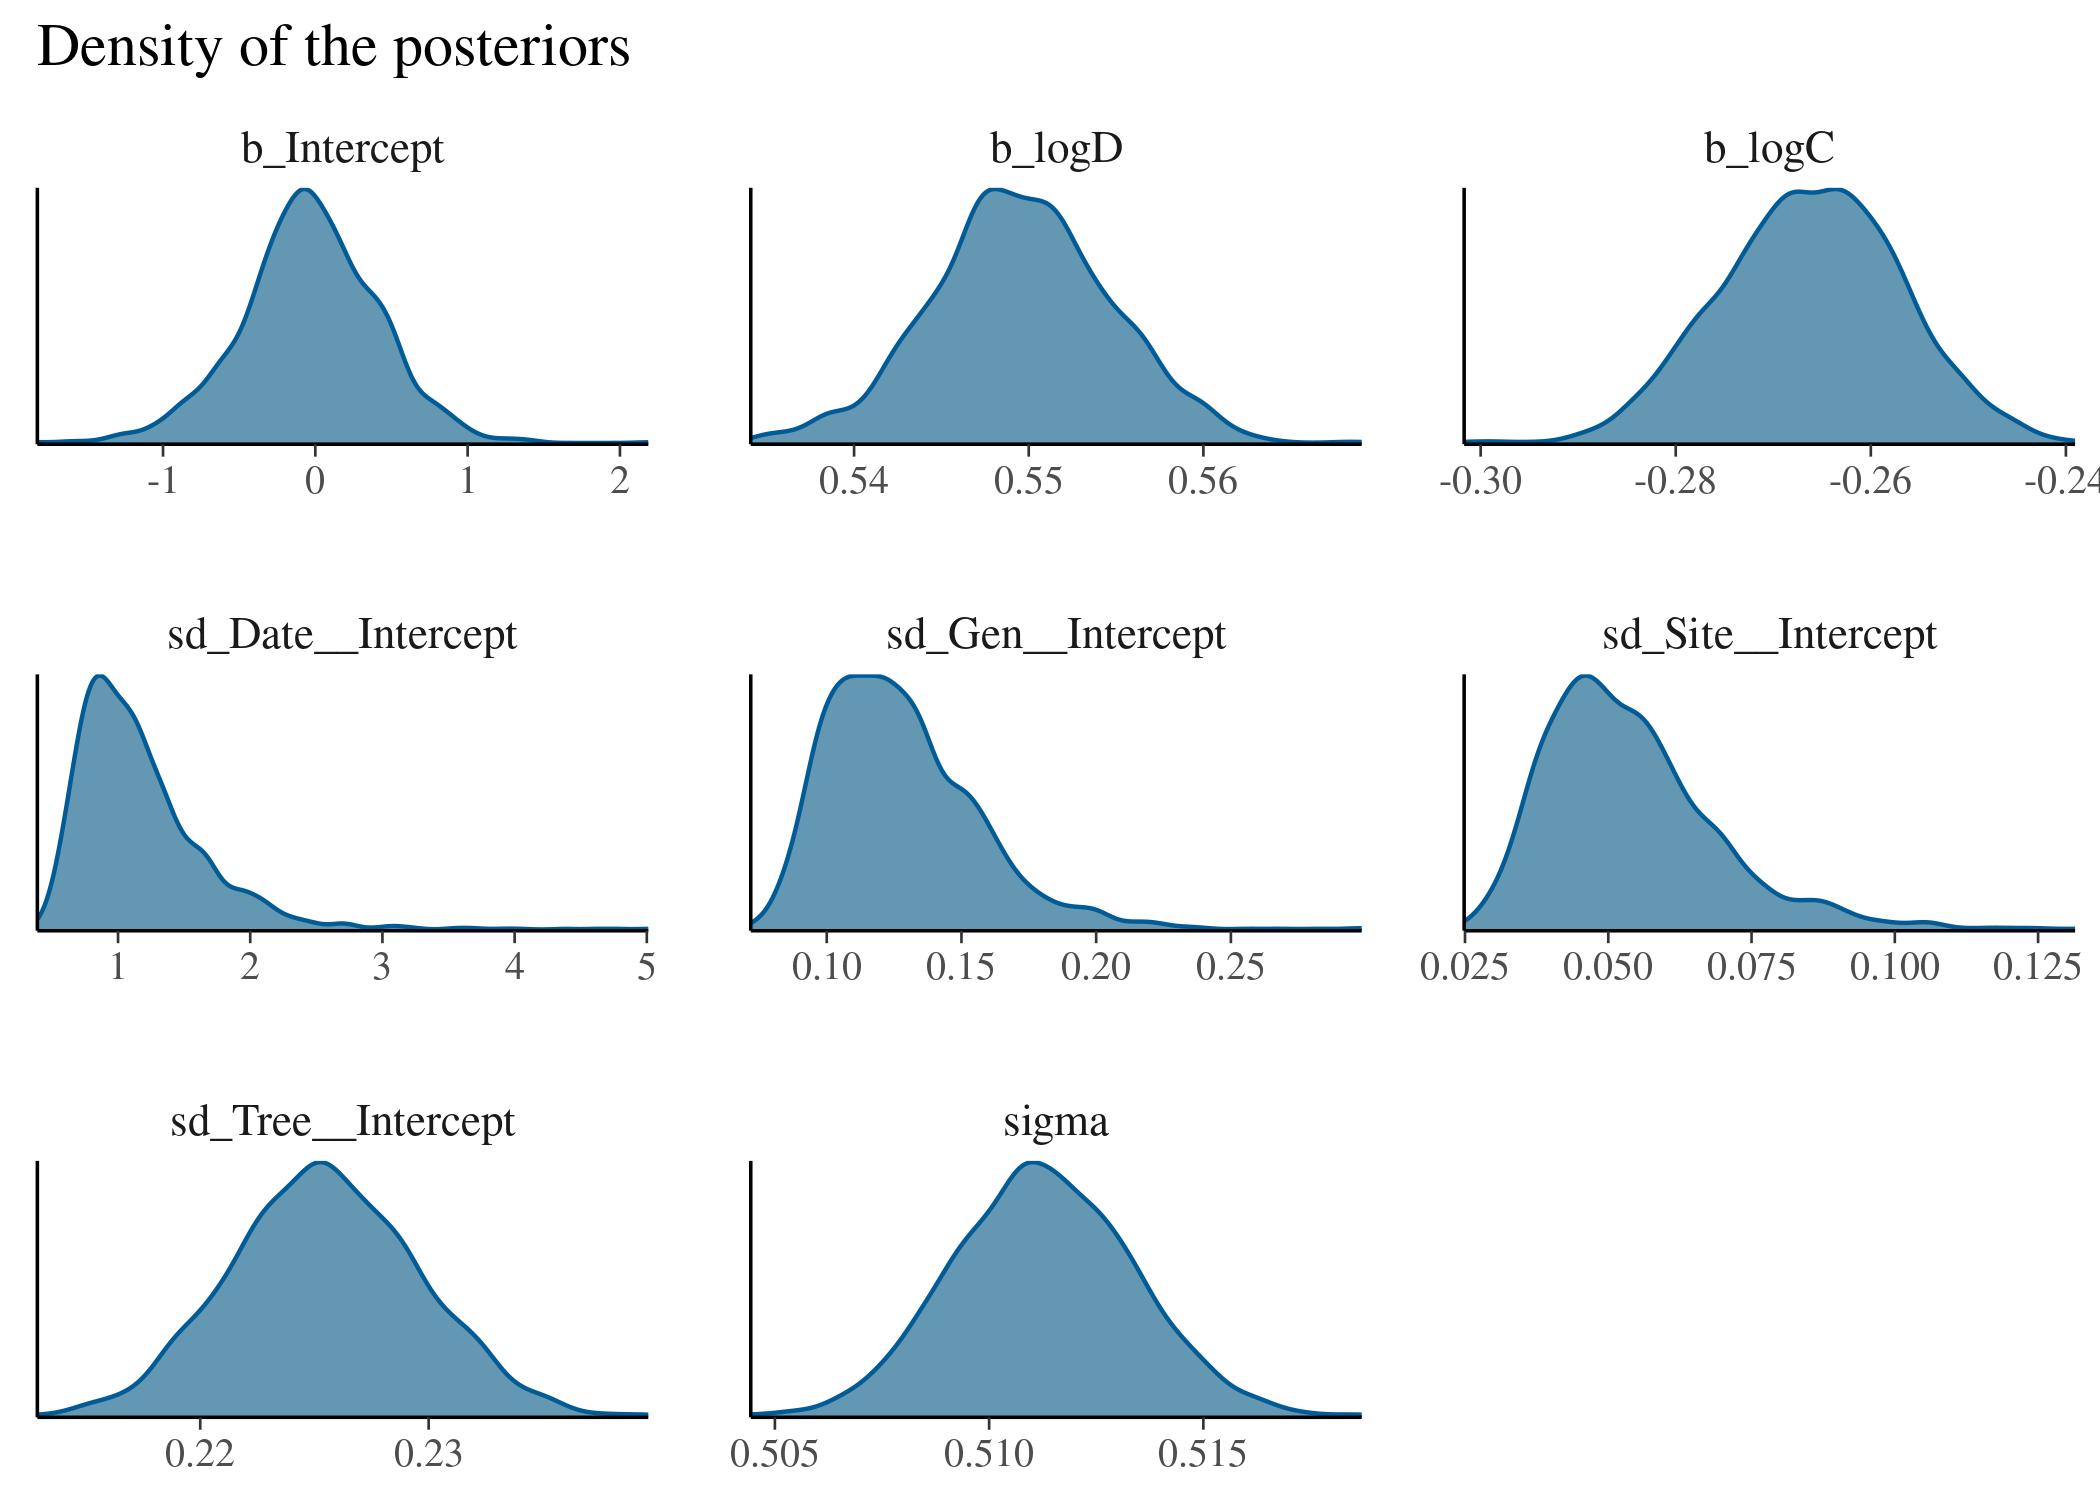 Density of the posteriors
b_Intercept
b_logD
b_logC
-1 0 1 2
0.54 0.55 0.56
-0.30 -0.28 -0.26 -0.24
sd_Date__Intercept
sd_Gen__Intercept
sd_Site__Intercept
1 2 3 4 5
0.10 0.15 0.20 0.25
0.025 0.050 0.075 0.100 0.125
sd_Tree__Intercept
sigma
0.22 0.23
0.505 0.510 0.515